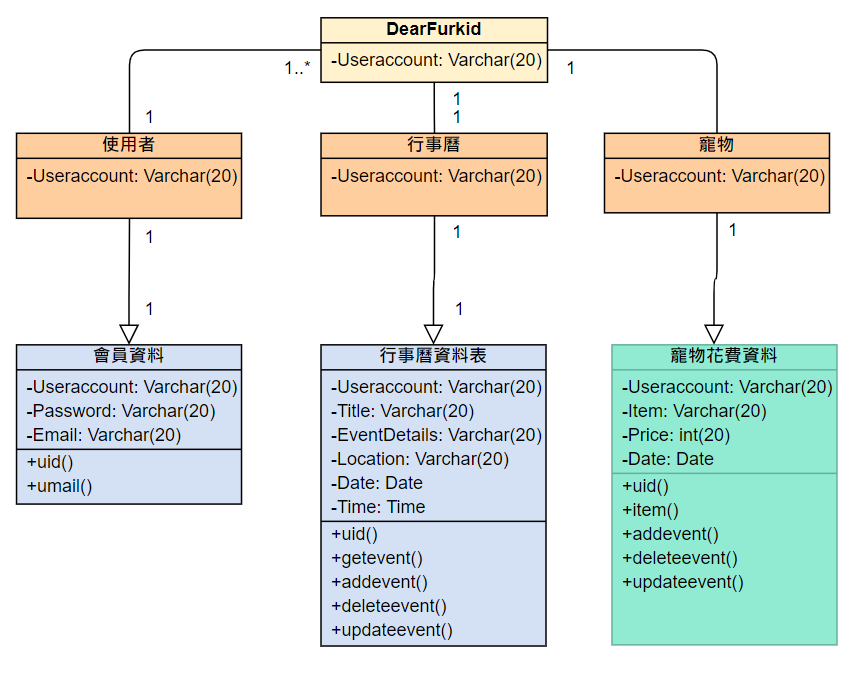 DearFurkid
-Useraccount: Varchar(20)
1..*
1
1
1
1
使用者
-Useraccount: Varchar(20)
行事曆
-Useraccount: Varchar(20)
寵物
-Useraccount: Varchar(20)
1
1
1
1
1
會員資料
-Useraccount: Varchar(20)
-Password: Varchar(20)
-Email: Varchar(20)
+uid()
+umail()
行事曆資料表
-Useraccount: Varchar(20)
-Title: Varchar(20)
-EventDetails: Varchar(20)
-Location: Varchar(20)
-Date: Date
-Time: Time
+uid()
+getevent()
+addevent()
+deleteevent()
+updateevent()
寵物花費資料
-Useraccount: Varchar(20)
-Item: Varchar(20)
-Price: int(20)
-Date: Date
+uid()
+item()
+addevent()
+deleteevent()
+updateevent()